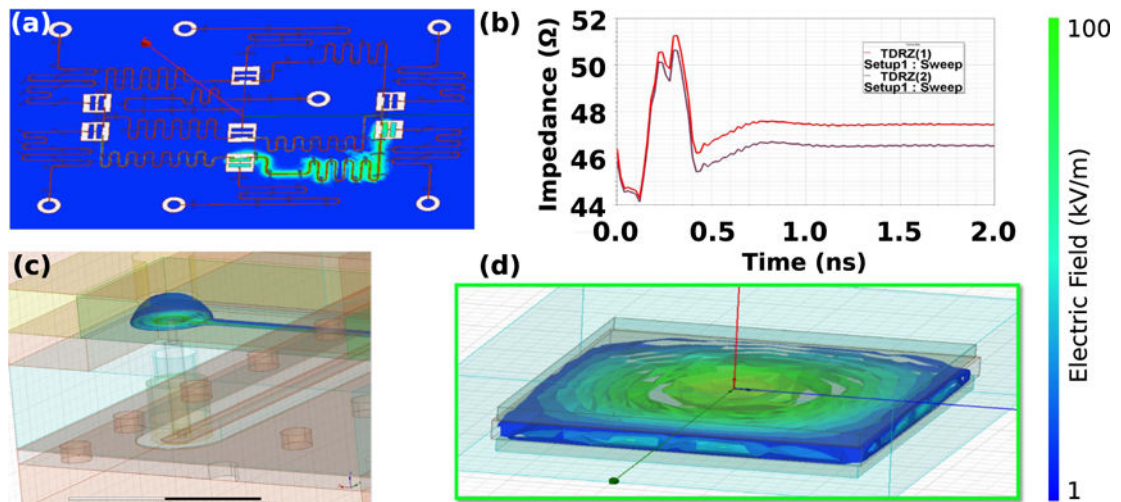 (a)
(b)
Impedance (Ω)
52
50
48
46
44
TDRZ(1)
Setup1 : Sweep
TDRZ(2)
Setup1 : Sweep
0.0
0.5
1.0
1.5
2.0
Time (ns)
(c)
(d)
100
Electric Field (kV/m)
1